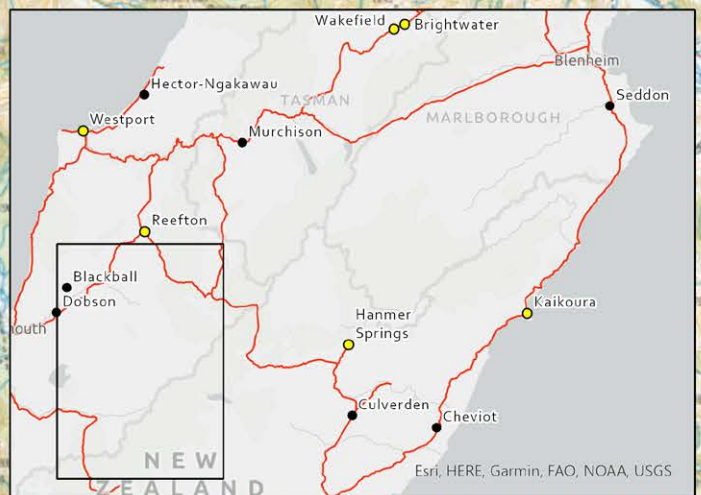 Wakefield
Brightwater
Blenheim
Hector-Ngakawau
TASMAN
Seddon
MARLBOROUGH
Westport
Murchison
Reefton
Blackball
Dobson
outh
Kaikoura
Hanmer
Springs
Culverden
Cheviot
NEW
ZEALAND
Esri, HERE, Garmin, FAO, NOAA, USGS